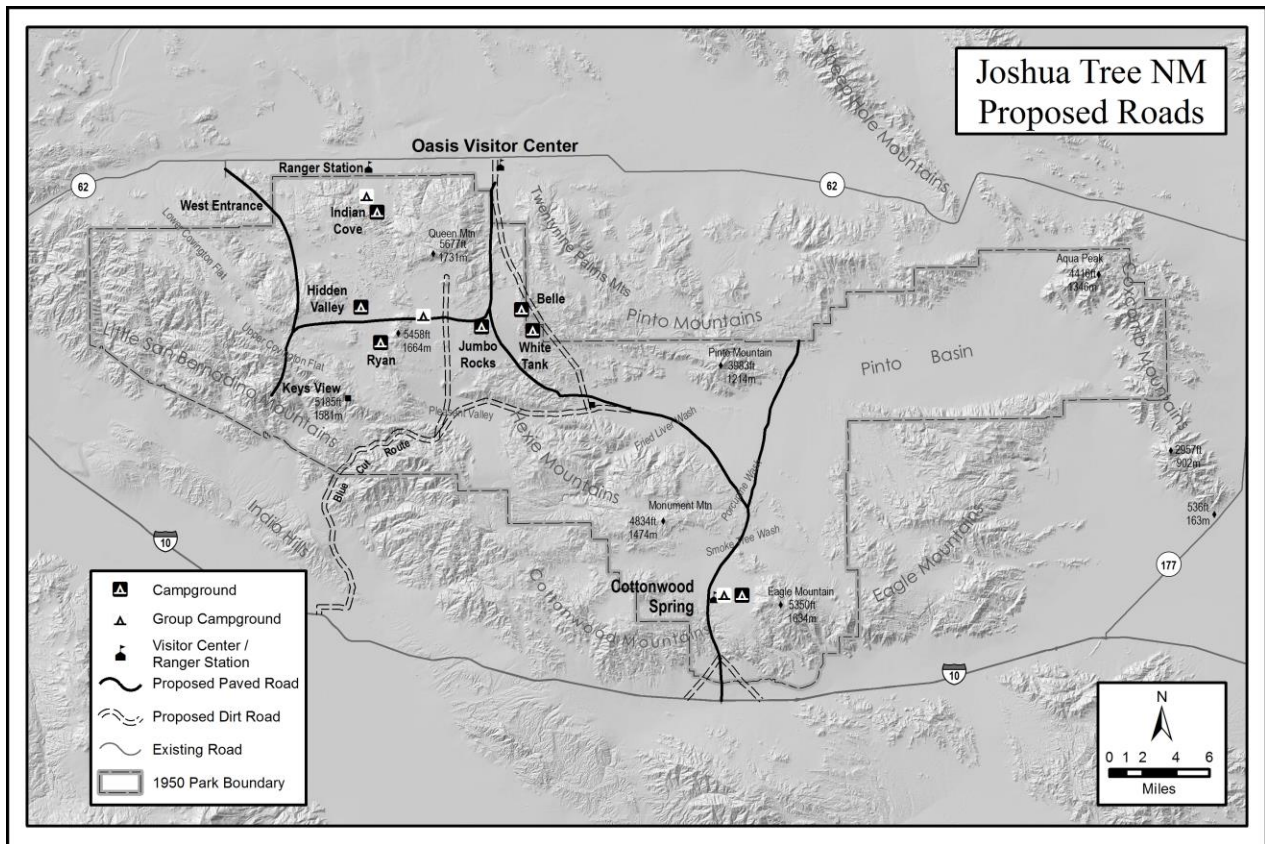 Joshua Tree NM
Proposed Roads
Sheephole Mountains
Oasis Visitor Center
Ranger Station
62
62
West Entrance
Indian
Cove
Lower Covington Flat
Queen Mtn
5677ft
1731m
Twentynine Palms Mts
Aqua Peak
4416ft
1346m
Coxcomb Mountains
Hidden
Valley
Belle
Pinto Mountains
Upper Covington Flat
5458ft
1664m
Ryan
Jumbo
Rocks
White
Tank
Pinto Mountain
3983ft
1214m
Pinto Basin
Little San Bernadino Mountains
Keys View
5185ft
1581m
Pleasant Valley
Hexie Mountains
Fried Liver Wash
Blue Cut Route
2957ft
902m
Porcupine Wash
Monument Mtn
4834ft
1474m
536ft
163m
Indio Hills
10
Smoke Tree Wash
Eagle Mountains
177
Cottonwood
Spring
Eagle Mountain
5350ft
1634m
Cottonwood Mountains
10
Campground
Group Campground
Visitor Center /
Ranger Station
Proposed Paved Road
Proposed Dirt Road
Existing Road
1950 Park Boundary
N
0 1 2 4 6
Miles